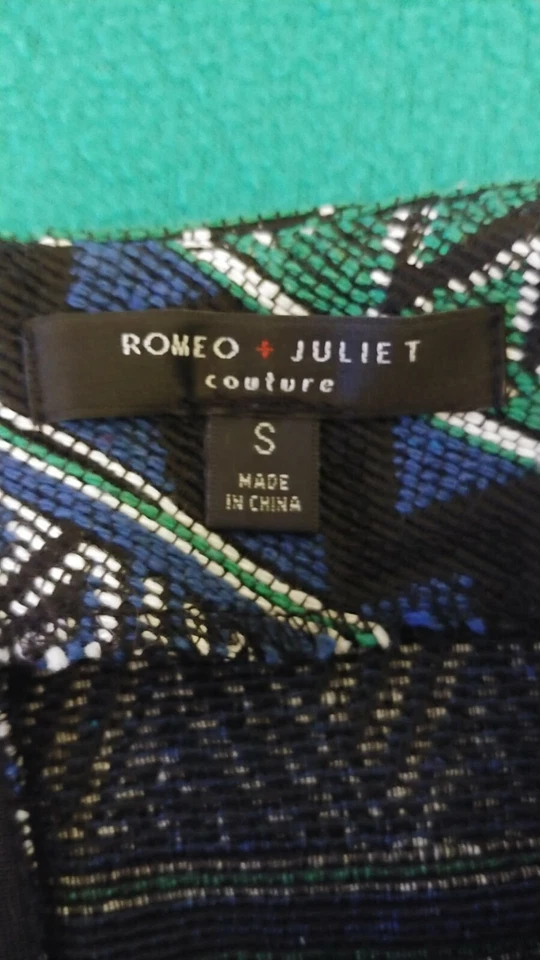 ROMEO + JULIET
couture
S
MADE
IN CHINA